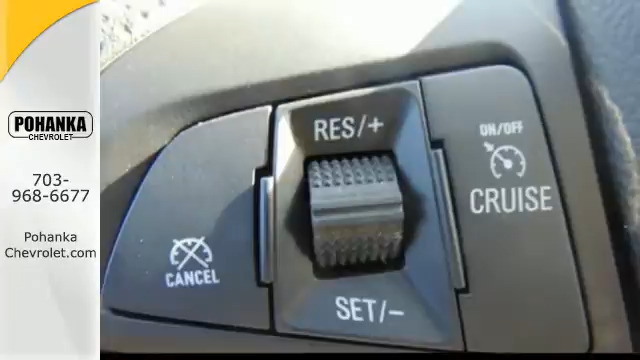 POHANKA
CHEVROLET
703-
968-6677
Pohanka
Chevrolet.com
RES/+
SET/-
CANCEL
ON/OFF
CRUISE